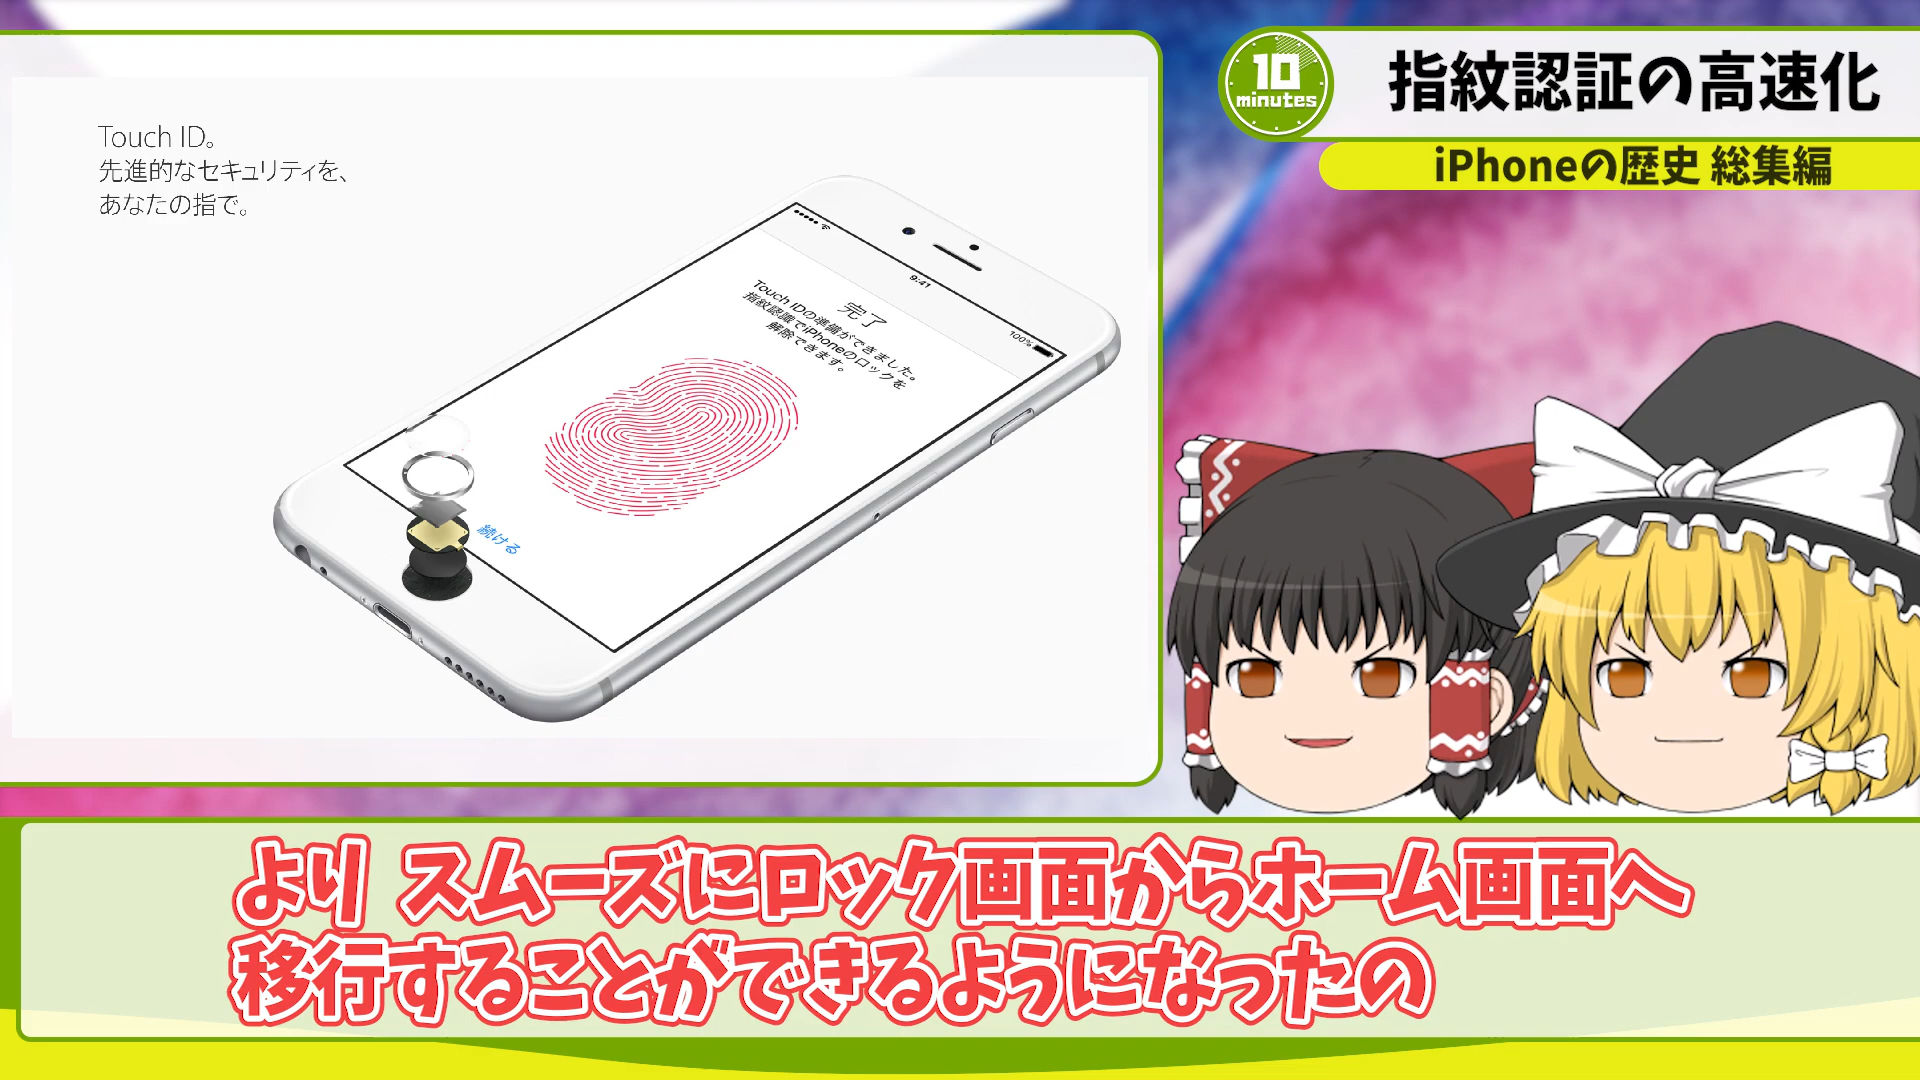 10
minutes
指紋認証の高速化
iPhoneの歴史 総集編
Touch ID。
先進的なセキュリティを、
あなたの指で。
9:41
100%
完了
Touch IDの準備ができました。
指紋認識でiPhoneのロックを
解除できます。
続ける
より スムーズにロック画面からホーム画面へ
移行することができるようになったの